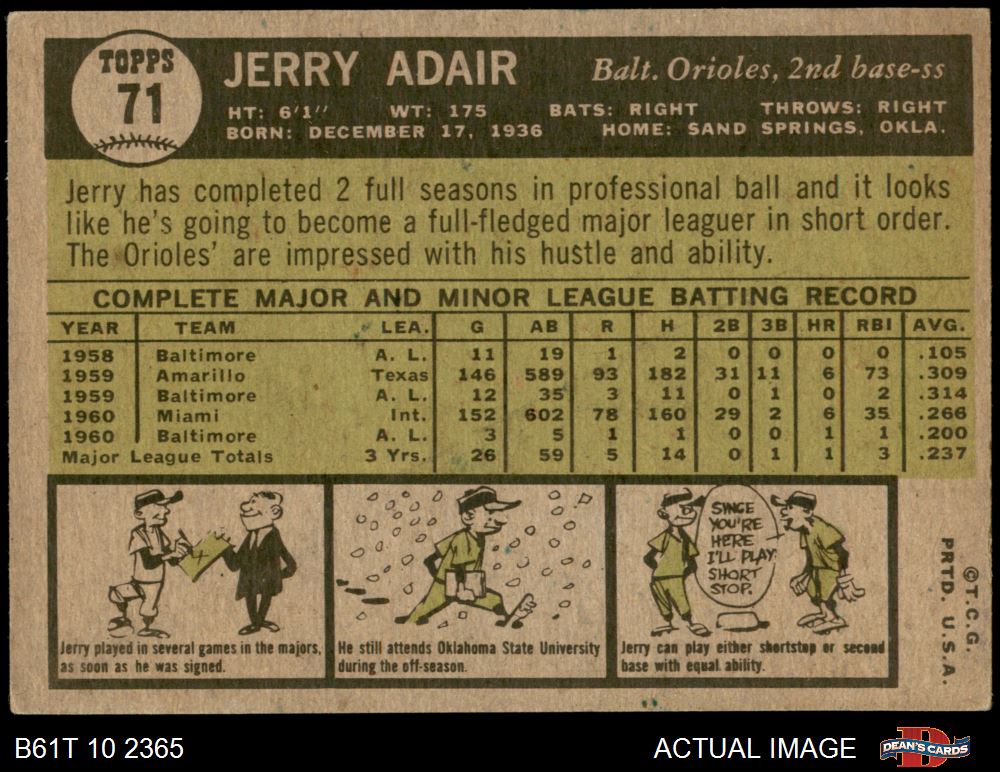 TOPPS
71
JERRY ADAIR
Balt. Orioles, 2nd base-ss
HT: 6'1" WT: 175 BATS: RIGHT THROWS: RIGHT
BORN: DECEMBER 17, 1936 HOME: SAND SPRINGS, OKLA.
Jerry has completed 2 full seasons in professional ball and it looks
like he's going to become a full-fledged major leaguer in short order.
The Orioles' are impressed with his hustle and ability.
COMPLETE MAJOR AND MINOR LEAGUE BATTING RECORD
YEAR TEAM LEA. G AB R H 2B 3B HR RBI AVG.
1958 Baltimore A. L. 11 19 1 2 0 0 0 0 .105
1959 Amarillo Texas 146 589 93 182 31 11 6 73 .309
1959 Baltimore A. L. 12 35 3 11 0 1 0 2 .314
1960 Miami Int. 152 602 78 160 29 2 6 35 .266
1960 Baltimore A. L. 3 5 1 1 0 0 1 1 .200
Major League Totals 3 Yrs. 26 59 5 14 0 1 1 3 .237
Jerry played in several games in the majors,
as soon as he was signed.
He still attends Oklahoma State University
during the off-season.
SINCE
YOU'RE
HERE
I'LL PLAY
SHORT
STOP.
Jerry can play either shortstop or second
base with equal ability.
©T.C.G.
PRTD. U.S.A.
B61T 10 2365
ACTUAL IMAGE
DEAN'S CARDS